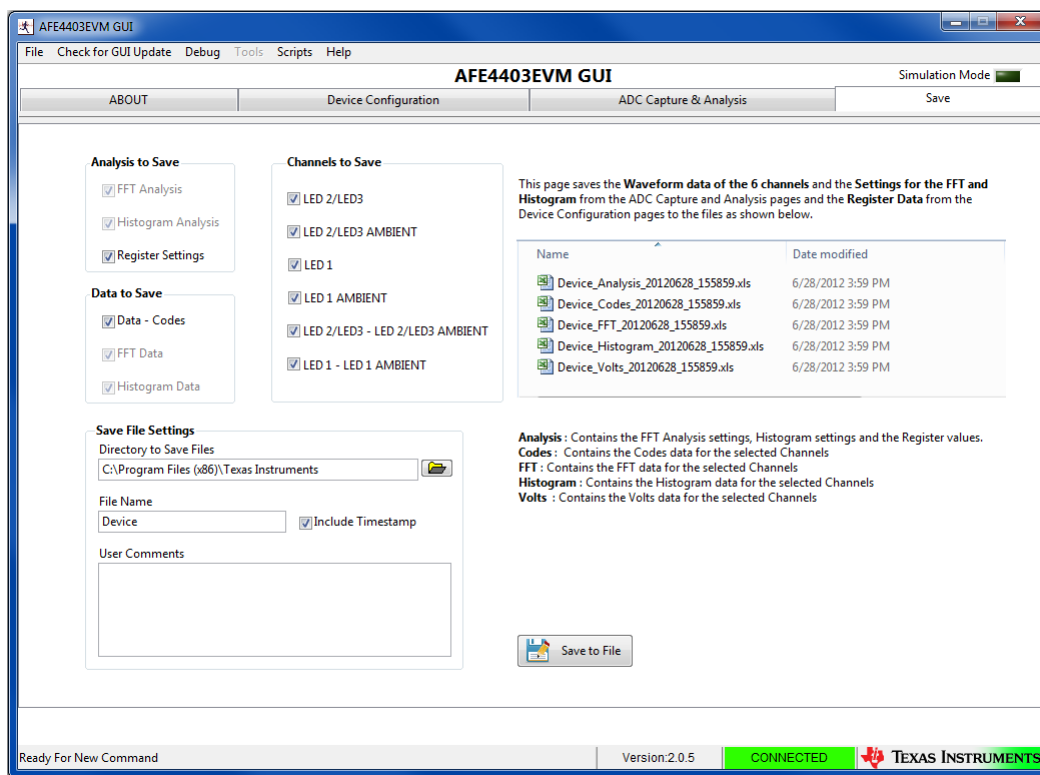 AFE4403EVM GUI
File Check for GUI Update Debug Tools Scripts Help
AFE4403EVM GUI
Simulation Mode
ABOUT
Device Configuration
ADC Capture & Analysis
Save
Analysis to Save
FFT Analysis
Histogram Analysis
Register Settings
Data to Save
Data - Codes
FFT Data
Histogram Data
Channels to Save
LED 2/LED3
LED 2/LED3 AMBIENT
LED 1
LED 1 AMBIENT
LED 2/LED3 - LED 2/LED3 AMBIENT
LED 1 - LED 1 AMBIENT
This page saves the Waveform data of the 6 channels and the Settings for the FFT and
Histogram from the ADC Capture and Analysis pages and the Register Data from the
Device Configuration pages to the files as shown below.
Name Date modified
Device_Analysis_20120628_155859.xls 6/28/2012 3:59 PM
Device_Codes_20120628_155859.xls 6/28/2012 3:59 PM
Device_FFT_20120628_155859.xls 6/28/2012 3:59 PM
Device_Histogram_20120628_155859.xls 6/28/2012 3:59 PM
Device_Volts_20120628_155859.xls 6/28/2012 3:59 PM
Save File Settings
Directory to Save Files
C:\Program Files (x86)\Texas Instruments
File Name
Device
Include Timestamp
User Comments
Analysis : Contains the FFT Analysis settings, Histogram settings and the Register values.
Codes : Contains the Codes data for the selected Channels
FFT : Contains the FFT data for the selected Channels
Histogram : Contains the Histogram data for the selected Channels
Volts : Contains the Volts data for the selected Channels
Save to File
Ready For New Command
Version:2.0.5
CONNECTED
TEXAS INSTRUMENTS